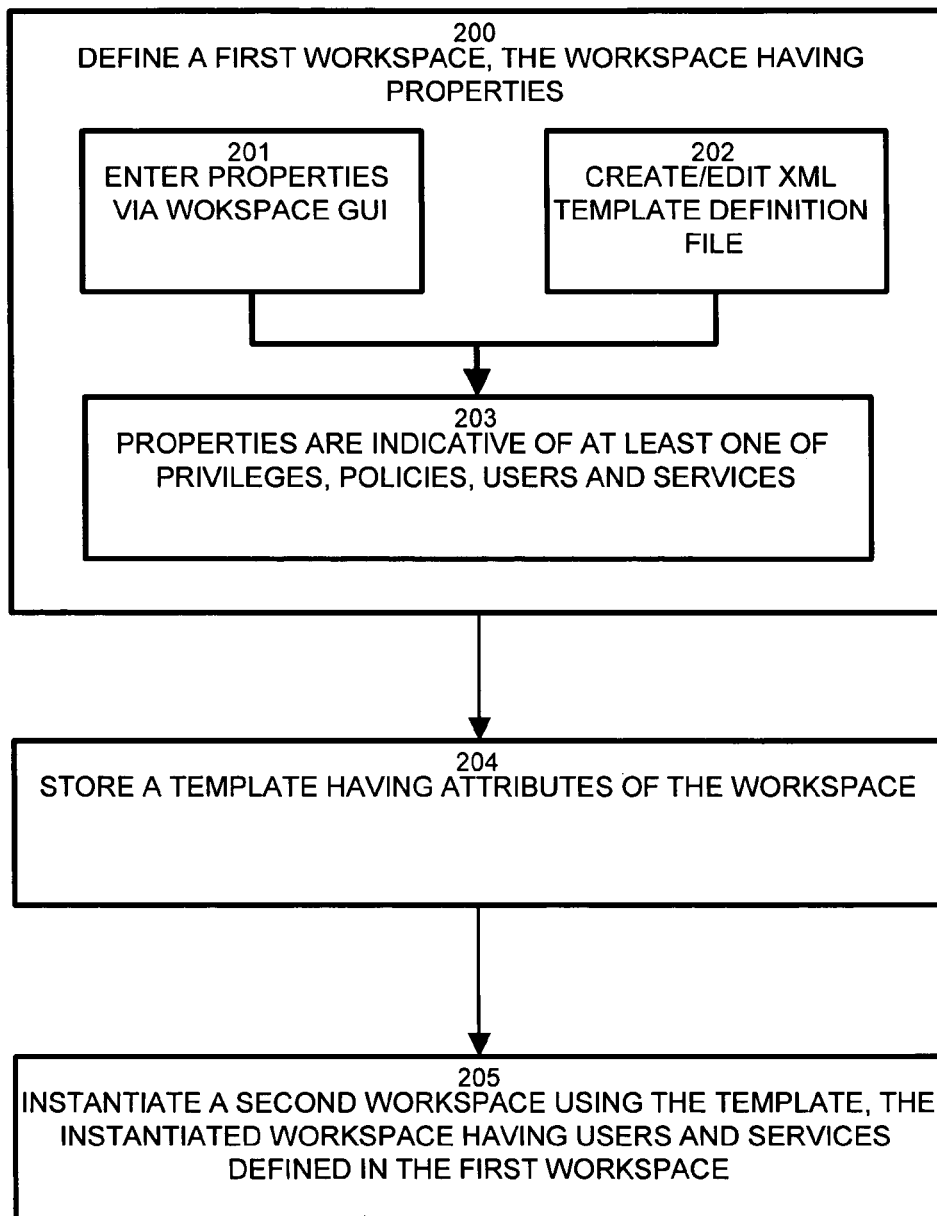 200
DEFINE A FIRST WORKSPACE, THE WORKSPACE HAVING
PROPERTIES
201
ENTER PROPERTIES
VIA WOKSPACE GUI
202
CREATE/EDIT XML
TEMPLATE DEFINITION
FILE
203
PROPERTIES ARE INDICATIVE OF AT LEAST ONE OF
PRIVILEGES, POLICIES, USERS AND SERVICES
204
STORE A TEMPLATE HAVING ATTRIBUTES OF THE WORKSPACE
205
INSTANTIATE A SECOND WORKSPACE USING THE TEMPLATE, THE
INSTANTIATED WORKSPACE HAVING USERS AND SERVICES
DEFINED IN THE FIRST WORKSPACE